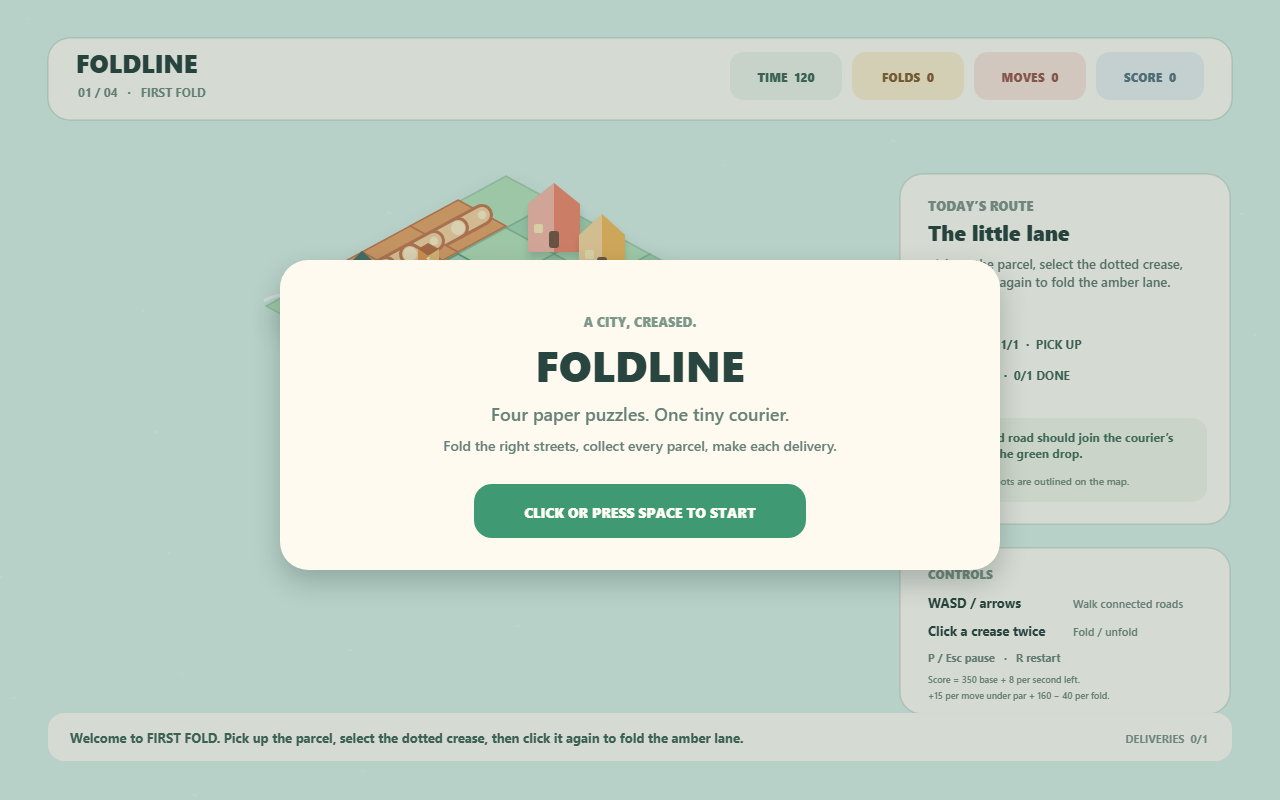 FOLDLINE
01 / 04 · FIRST FOLD
TIME 120
FOLDS 0
MOVES 0
SCORE 0
TODAY'S ROUTE
The little lane
parcel, select the dotted crease,
again to fold the amber lane.
1/1 · PICK UP
· 0/1 DONE
road should join the courier's
green drop.
are outlined on the map.
A CITY, CREASED.
FOLDLINE
Four paper puzzles. One tiny courier.
Fold the right streets, collect every parcel, make each delivery.
CLICK OR PRESS SPACE TO START
CONTROLS
WASD / arrows Walk connected roads
Click a crease twice Fold / unfold
P / Esc pause · R restart
Score = 350 base + 8 per second left.
+15 per move under par + 160 – 40 per fold.
Welcome to FIRST FOLD. Pick up the parcel, select the dotted crease, then click it again to fold the amber lane.
DELIVERIES 0/1